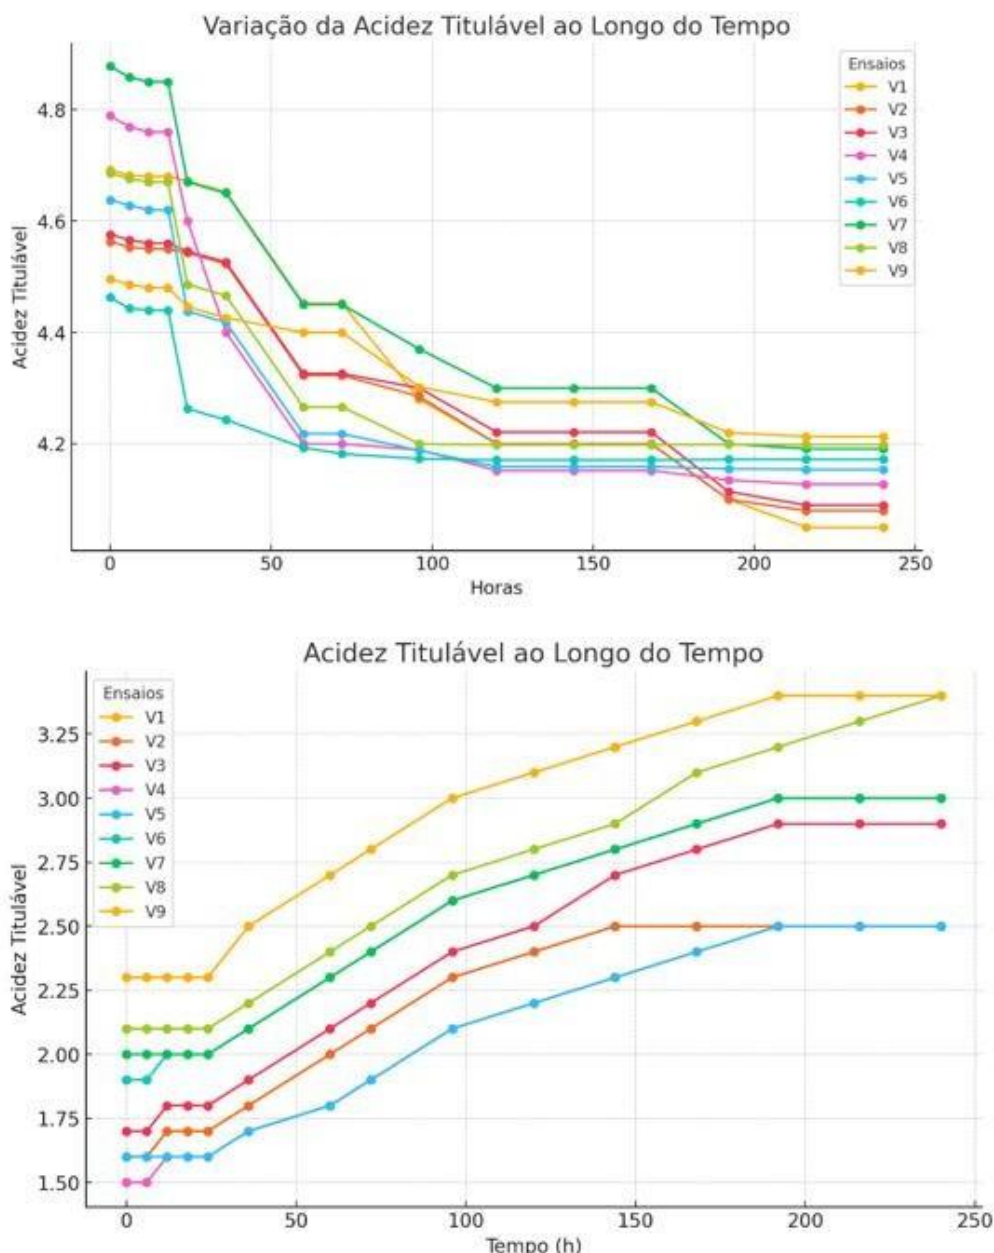 Variação da Acidez Titulável ao Longo do Tempo
Ensaios
V1
V2
V3
V4
V5
V6
V7
V8
V9
Acidez Titulável
4.8
4.6
4.4
4.2
0 50 100 150 200 250
Horas
Acidez Titulável ao Longo do Tempo
Ensaios
V1
V2
V3
V4
V5
V6
V7
V8
V9
Acidez Titulável
3.25
3.00
2.75
2.50
2.25
2.00
1.75
1.50
0 50 100 150 200 250
Tempo (h)